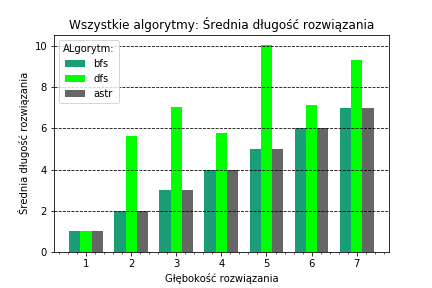 Wszystkie algorytmy: Średnia długość rozwiązania
ALgorytm:
bfs
dfs
astr
Średnia długość rozwiązania
10
8
6
4
2
0
1 2 3 4 5 6 7
Głębokość rozwiązania